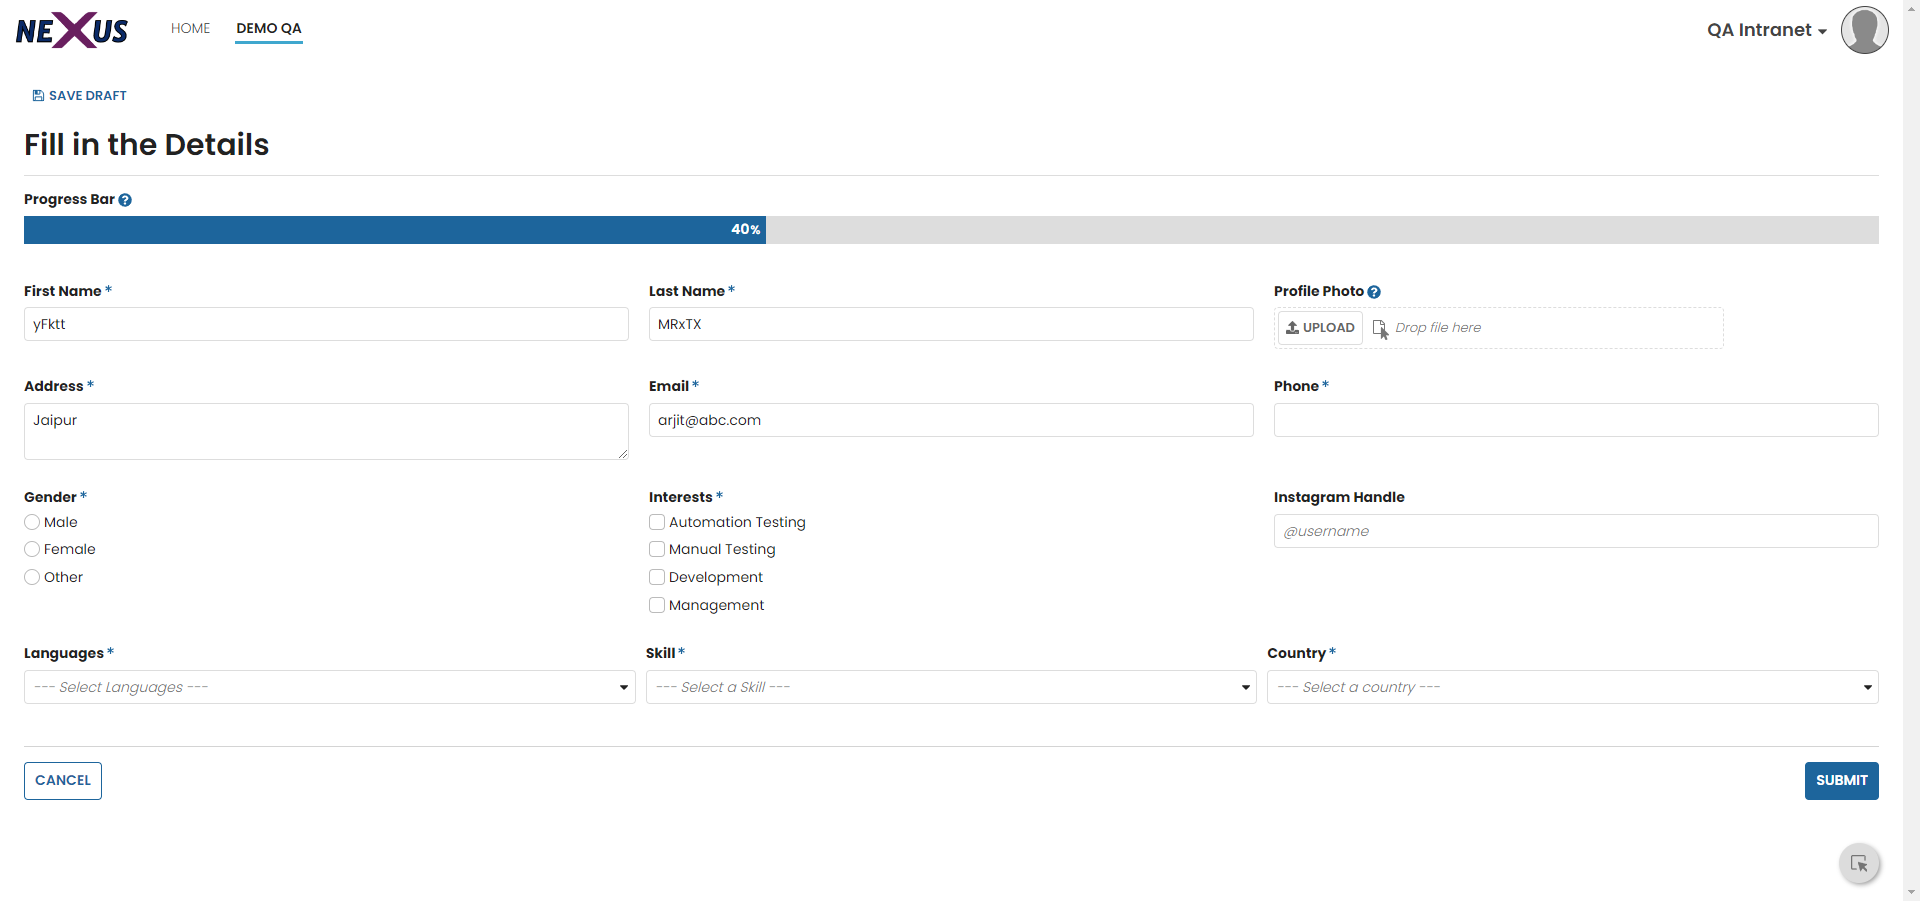 NEXUS HOME DEMO QA QA Intranet
SAVE DRAFT
Fill in the Details
Progress Bar ?
40%
First Name * Last Name * Profile Photo ?
yFktt MRxTX UPLOAD Drop file here
Address * Email * Phone *
Jaipur arjit@abc.com
Gender * Interests * Instagram Handle
Male Automation Testing @username
Female Manual Testing
Other Development
Management
Languages * Skill * Country *
--- Select Languages --- --- Select a Skill --- --- Select a country ---
CANCEL SUBMIT